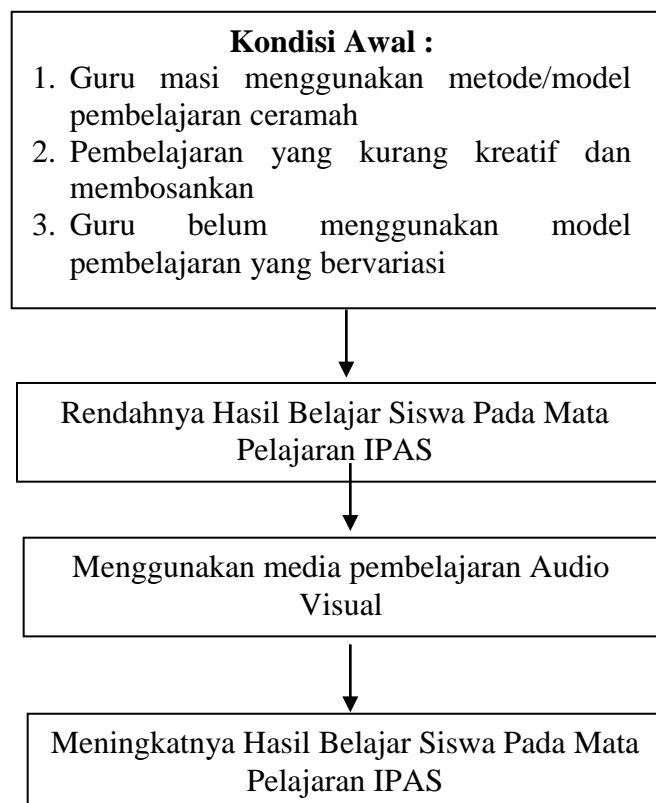 Kondisi Awal :
1. Guru masi menggunakan metode/model
pembelajaran ceramah
2. Pembelajaran yang kurang kreatif dan
membosankan
3. Guru belum menggunakan model
pembelajaran yang bervariasi
Rendahnya Hasil Belajar Siswa Pada Mata
Pelajaran IPAS
Menggunakan media pembelajaran Audio
Visual
Meningkatnya Hasil Belajar Siswa Pada Mata
Pelajaran IPAS